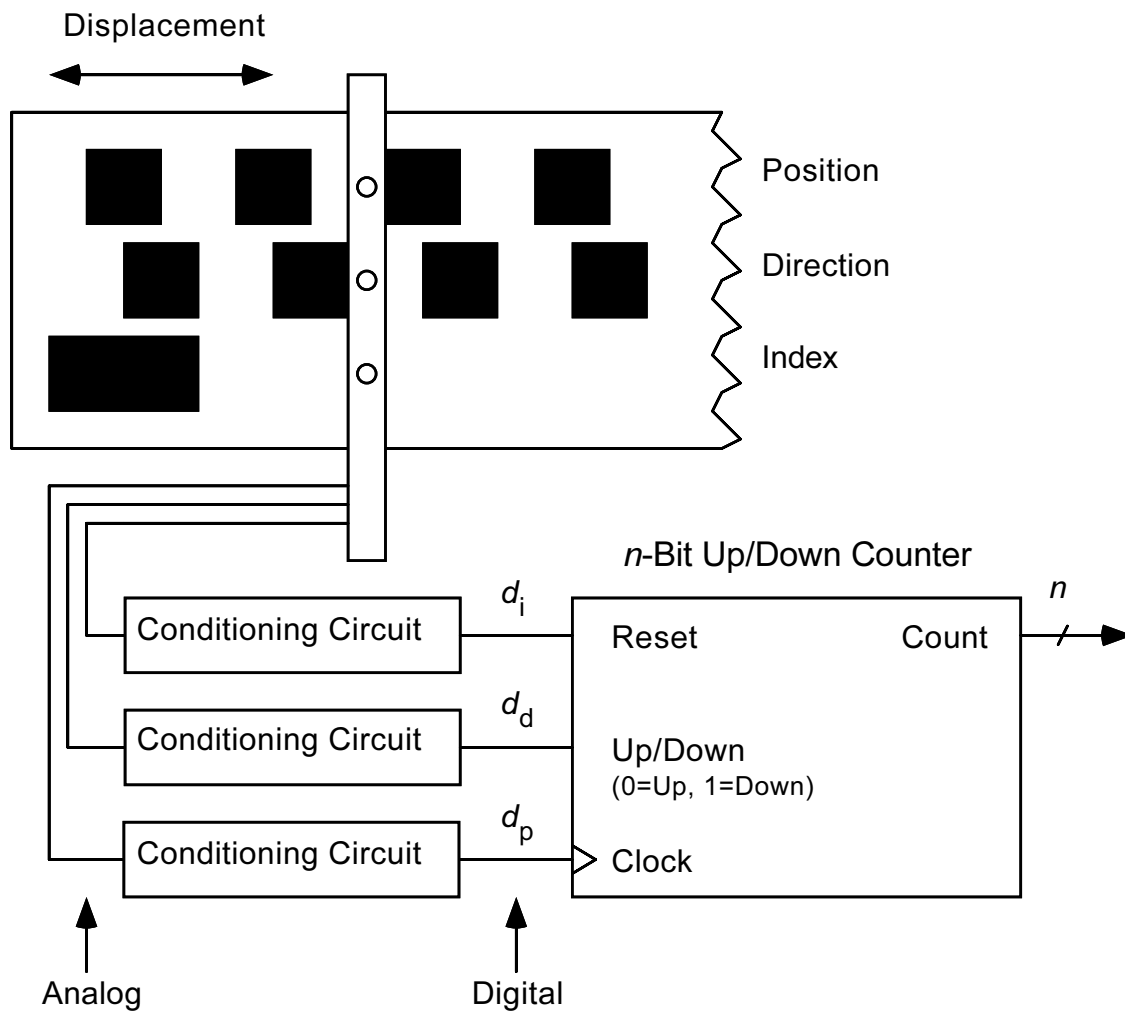 Displacement
Position
Direction
Index
n-Bit Up/Down Counter
Conditioning Circuit
di
Reset
Count
n
Conditioning Circuit
dd
Up/Down
(0=Up, 1=Down)
Conditioning Circuit
dp
Clock
Analog
Digital